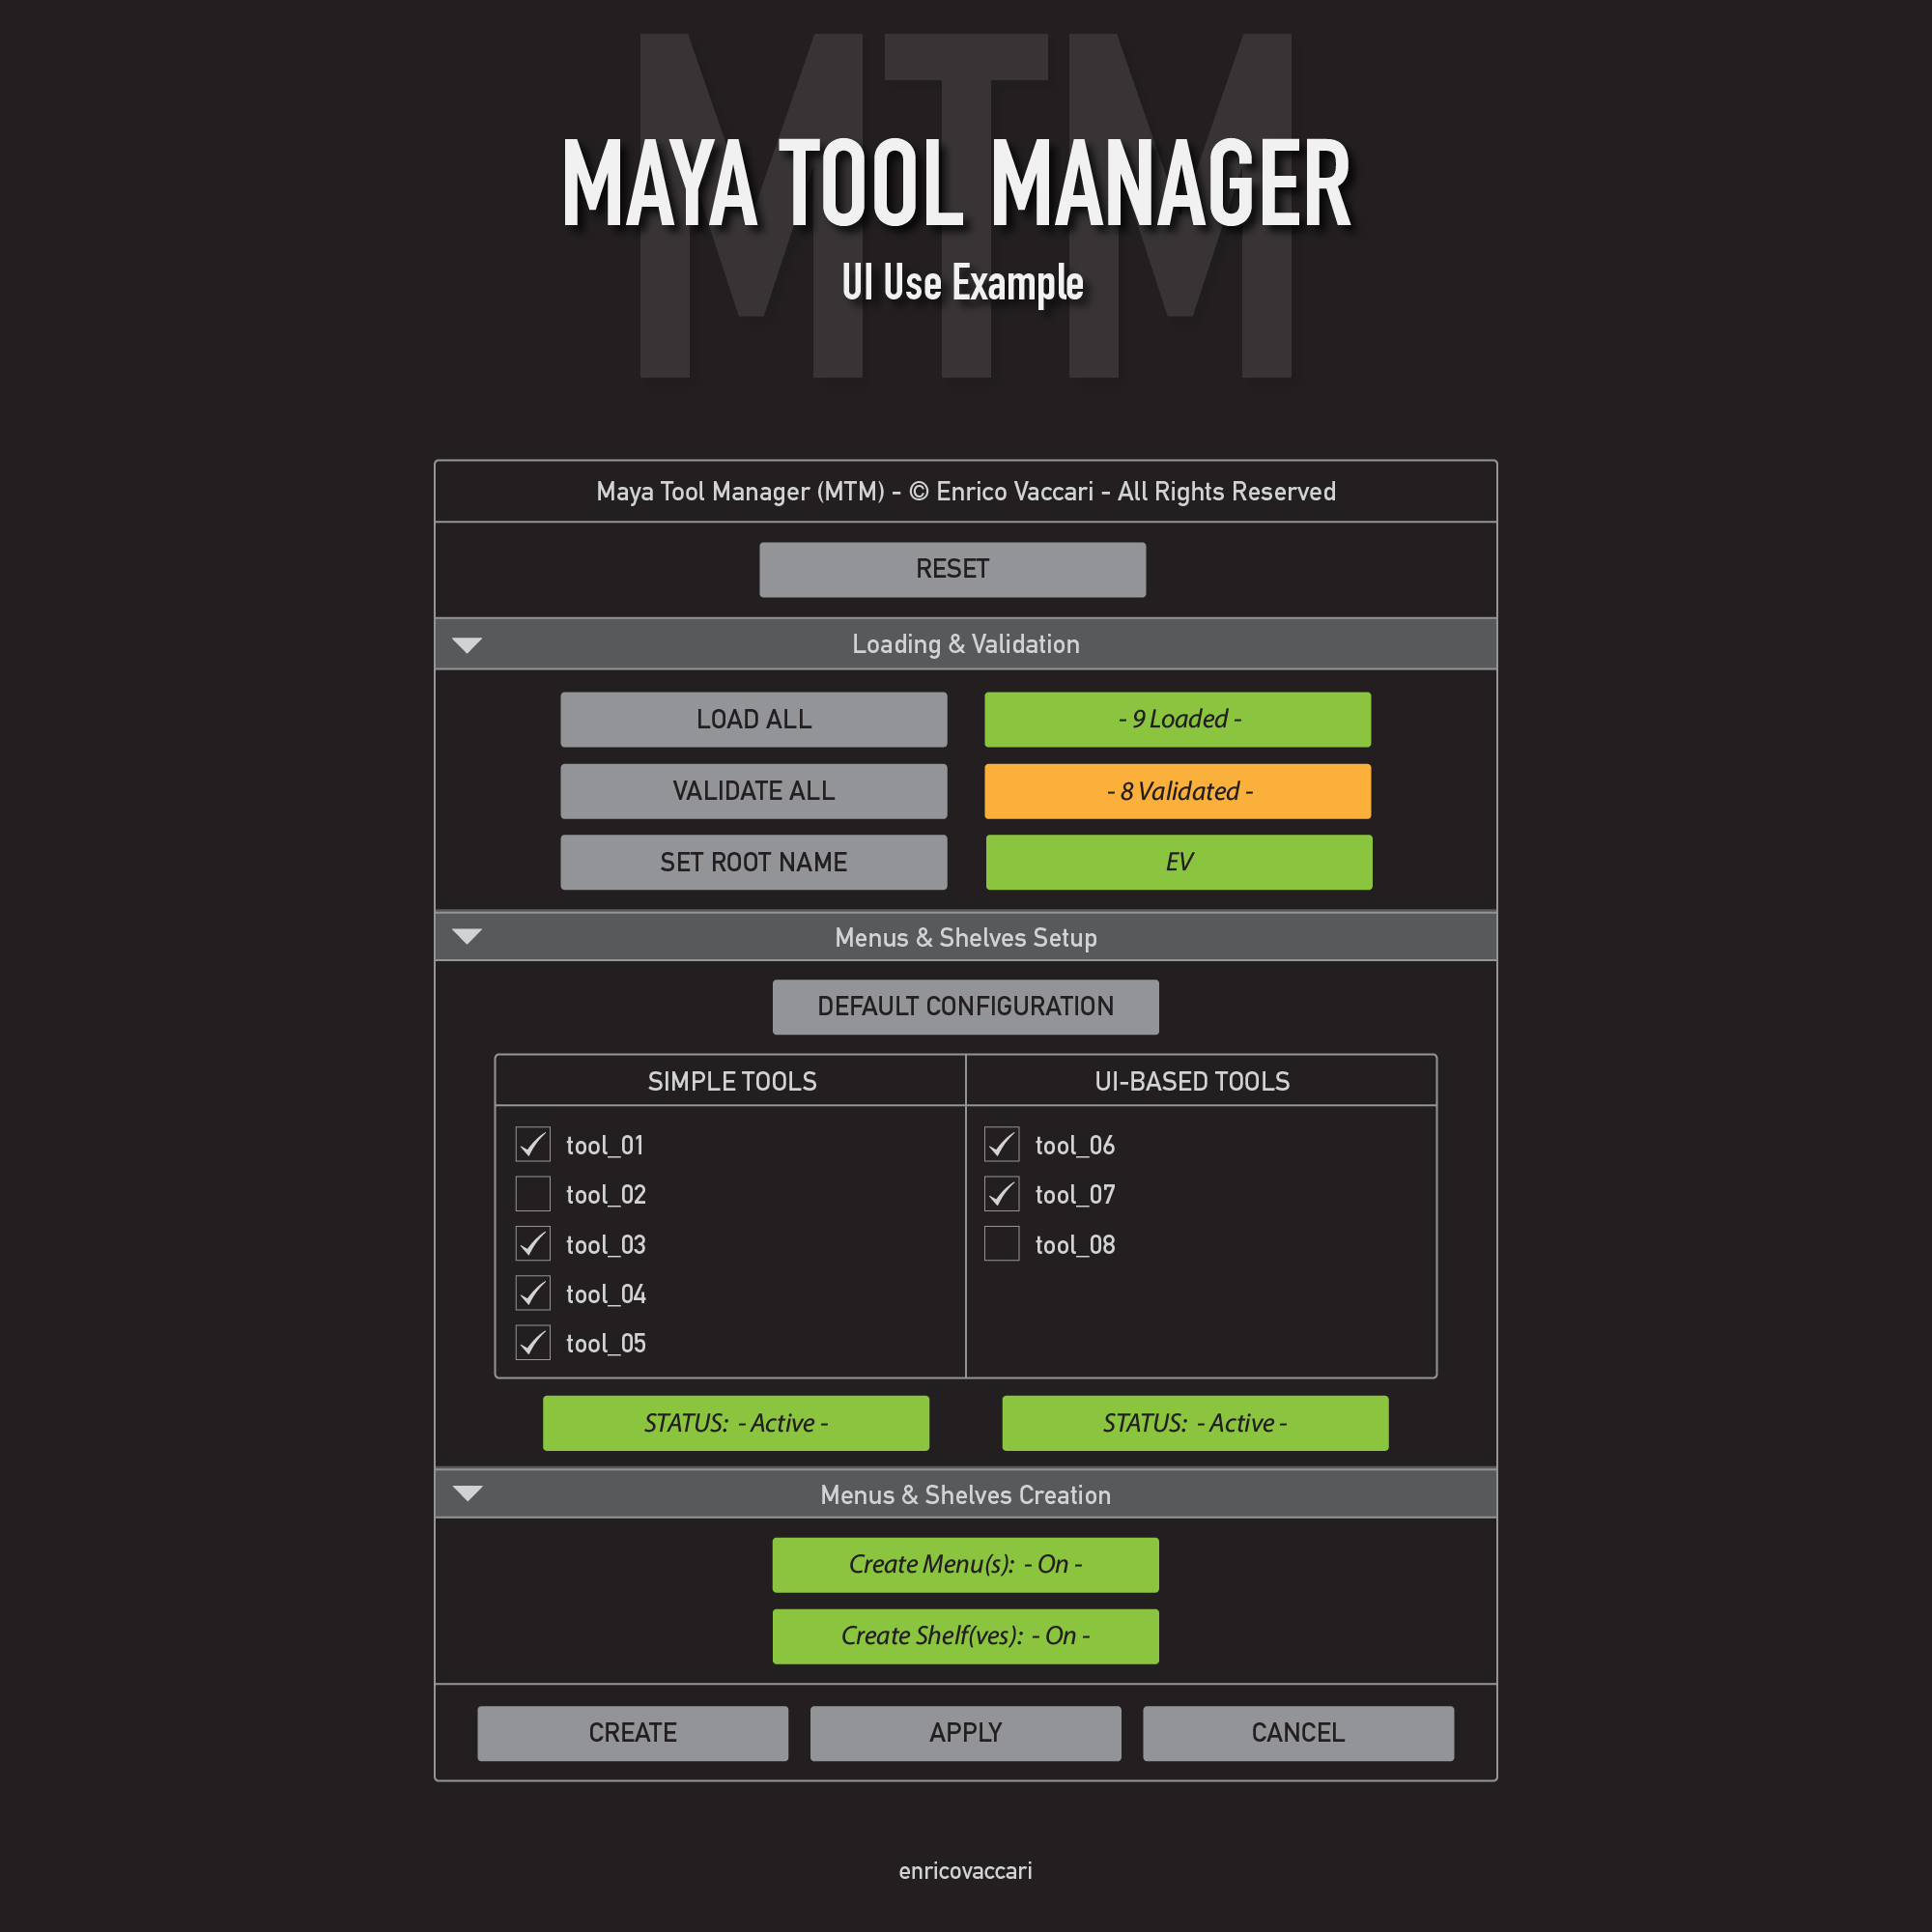 MTM
MAYA TOOL MANAGER
UI Use Example
Maya Tool Manager (MTM) - © Enrico Vaccari - All Rights Reserved
RESET
Loading & Validation
LOAD ALL
- 9 Loaded -
VALIDATE ALL
- 8 Validated -
SET ROOT NAME
EV
Menus & Shelves Setup
DEFAULT CONFIGURATION
SIMPLE TOOLS
tool_01
tool_02
tool_03
tool_04
tool_05
UI-BASED TOOLS
tool_06
tool_07
tool_08
STATUS: - Active -
STATUS: - Active -
Menus & Shelves Creation
Create Menu(s): - On -
Create Shelf(ves): - On -
CREATE
APPLY
CANCEL
enricovaccari